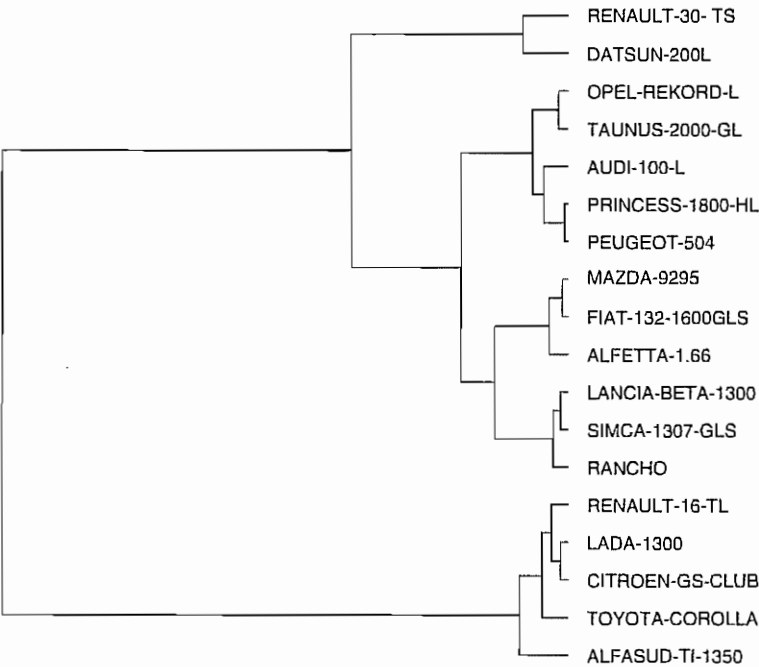 RENAULT-30- TS
DATSUN-200L
OPEL-REKORD-L
TAUNUS-2000-GL
AUDI-100-L
PRINCESS-1800-HL
PEUGEOT-504
MAZDA-9295
FIAT-132-1600GLS
ALFETTA-1.66
LANCIA-BETA-1300
SIMCA-1307-GLS
RANCHO
RENAULT-16-TL
LADA-1300
CITROEN-GS-CLUB
TOYOTA-COROLLA
ALFASUD-TI-1350